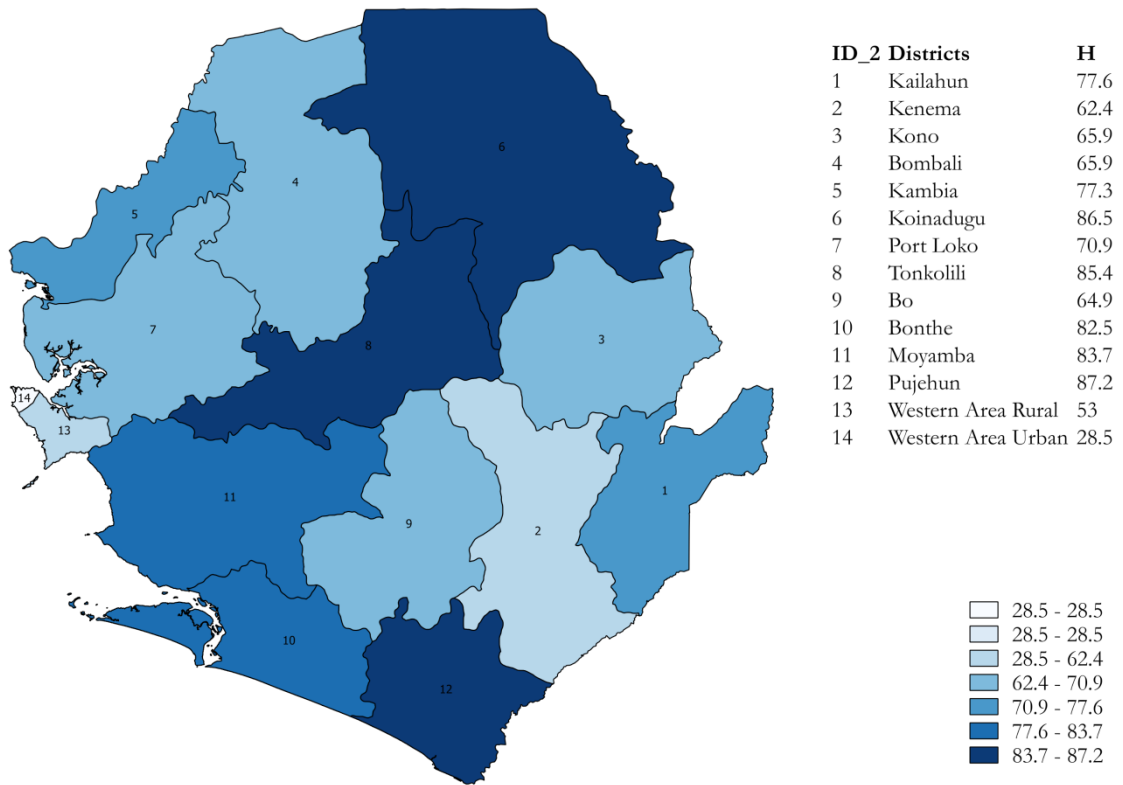 ID_2 Districts H
1 Kailahun 77.6
2 Kenema 62.4
3 Kono 65.9
4 Bombali 65.9
5 Kambia 77.3
6 Koinadugu 86.5
7 Port Loko 70.9
8 Tonkolili 85.4
9 Bo 64.9
10 Bonthe 82.5
11 Moyamba 83.7
12 Pujehun 87.2
13 Western Area Rural 53
14 Western Area Urban 28.5
6
4
5
7
3
8
14
13
1
11
9
2
10
12
28.5 - 28.5
28.5 - 28.5
28.5 - 62.4
62.4 - 70.9
70.9 - 77.6
77.6 - 83.7
83.7 - 87.2